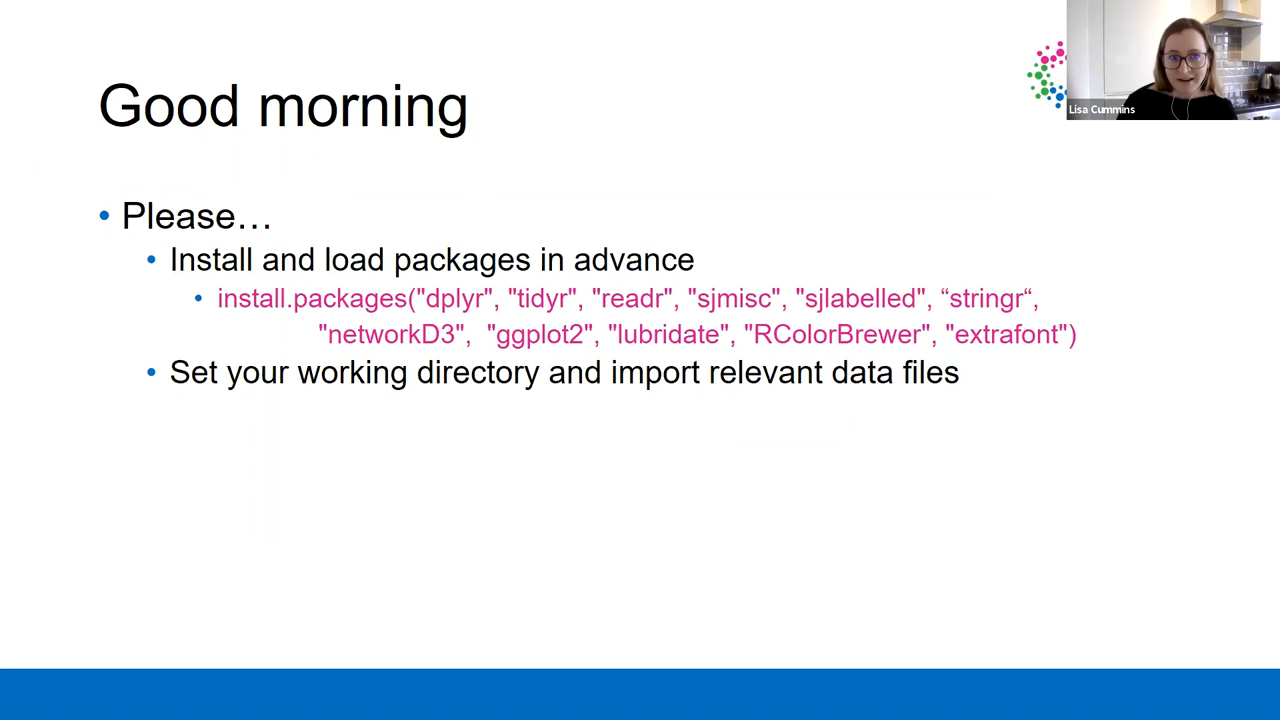 Good morning
Lisa Cummins
• Please…
• Install and load packages in advance
• install.packages("dplyr", "tidyr", "readr", "sjmisc", "sjlabelled", “stringr“,
"networkD3", "ggplot2", "lubridate", "RColorBrewer", "extrafont")
• Set your working directory and import relevant data files